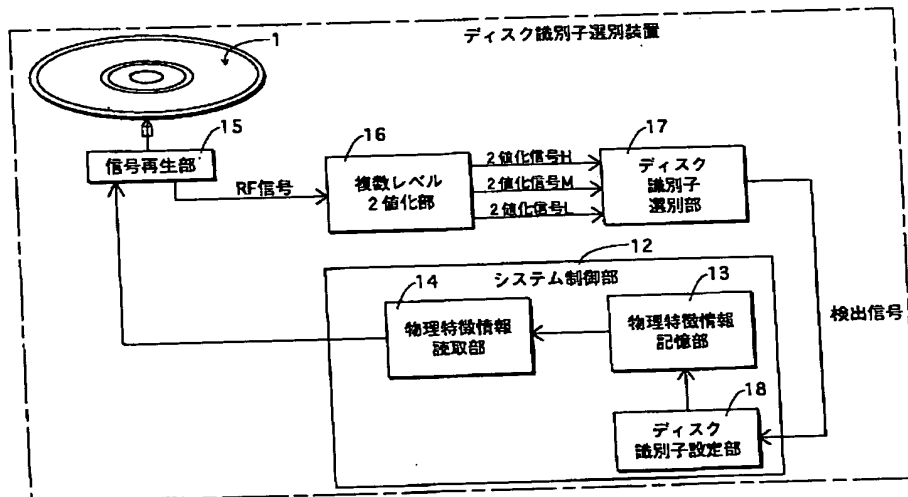 ディスク識別子選別装置
1
15
信号再生部
RF信号
16
複数レベル
2値化部
2値化信号H
2値化信号M
2値化信号L
17
ディスク
識別子
選別部
12
システム制御部
14
物理特徴情報
読取部
13
物理特徴情報
記憶部
検出信号
18
ディスク
識別子設定部